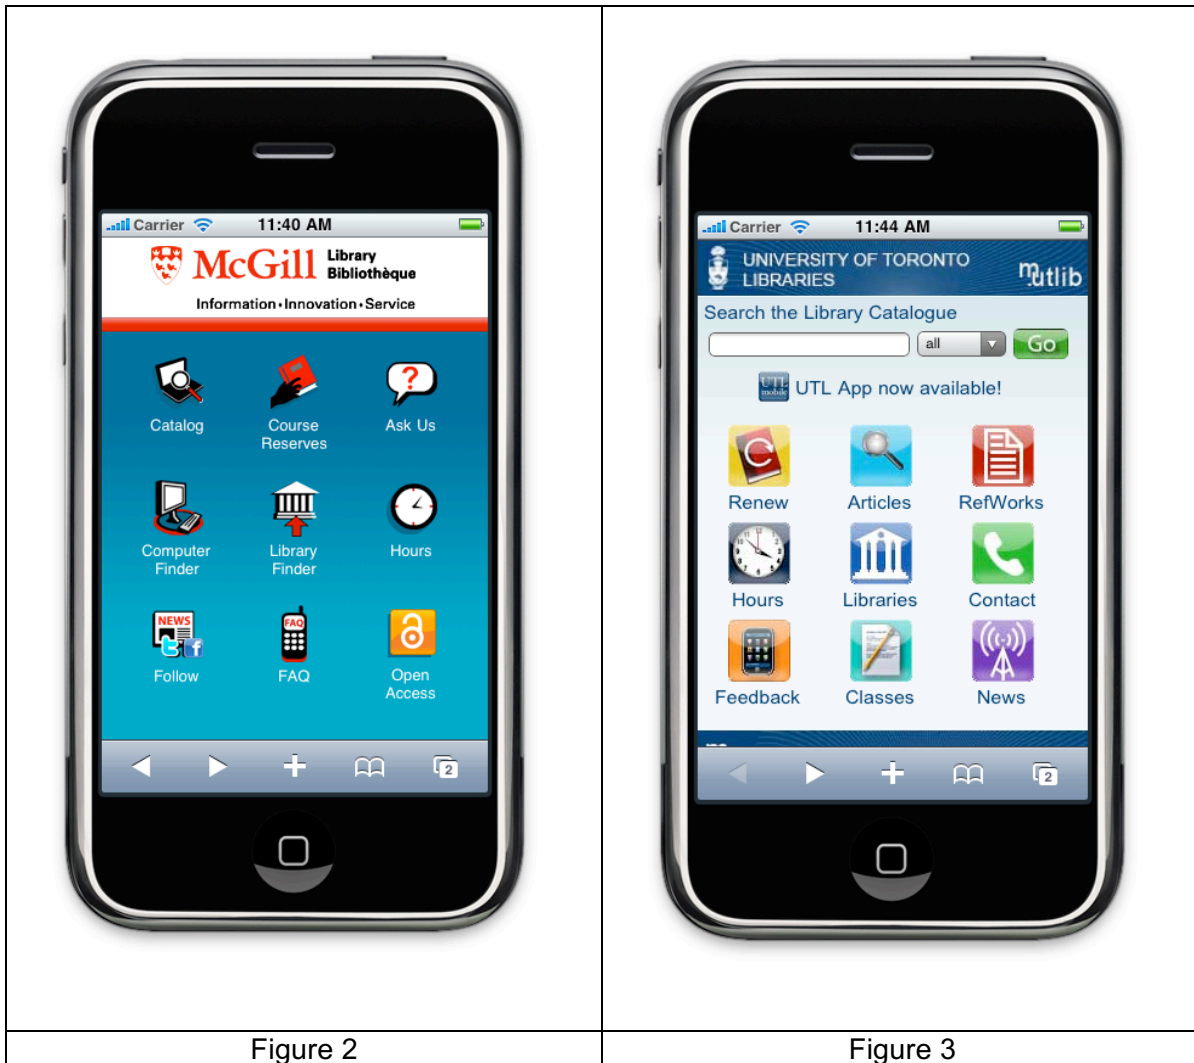 Carrier 11:40 AM
McGill Library
Bibliothèque
Information·Innovation·Service
Catalog Course Reserves Ask Us
Computer Finder Library Finder Hours
NEWS FAQ
Follow FAQ Open Access
2
Figure 2
Carrier 11:44 AM
UNIVERSITY OF TORONTO
LIBRARIES
mutlib
Search the Library Catalogue
all Go
UTL mobile UTL App now available!
Renew Articles RefWorks
Hours Libraries Contact
Feedback Classes News
2
Figure 3